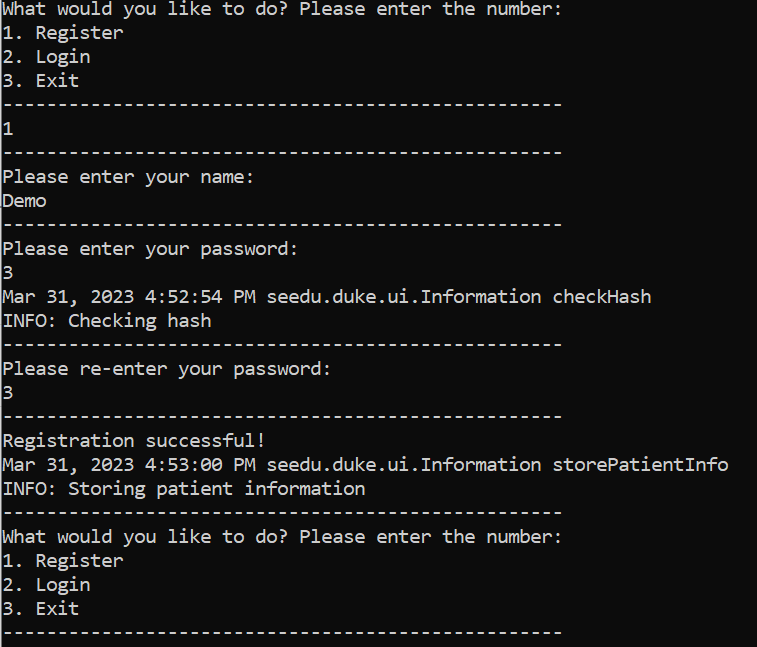 What would you like to do? Please enter the number:
1. Register
2. Login
3. Exit
---------------------------------------------------
1
---------------------------------------------------
Please enter your name:
Demo
---------------------------------------------------
Please enter your password:
3
Mar 31, 2023 4:52:54 PM seedu.duke.ui.Information checkHash
INFO: Checking hash
---------------------------------------------------
Please re-enter your password:
3
---------------------------------------------------
Registration successful!
Mar 31, 2023 4:53:00 PM seedu.duke.ui.Information storePatientInfo
INFO: Storing patient information
---------------------------------------------------
What would you like to do? Please enter the number:
1. Register
2. Login
3. Exit
---------------------------------------------------